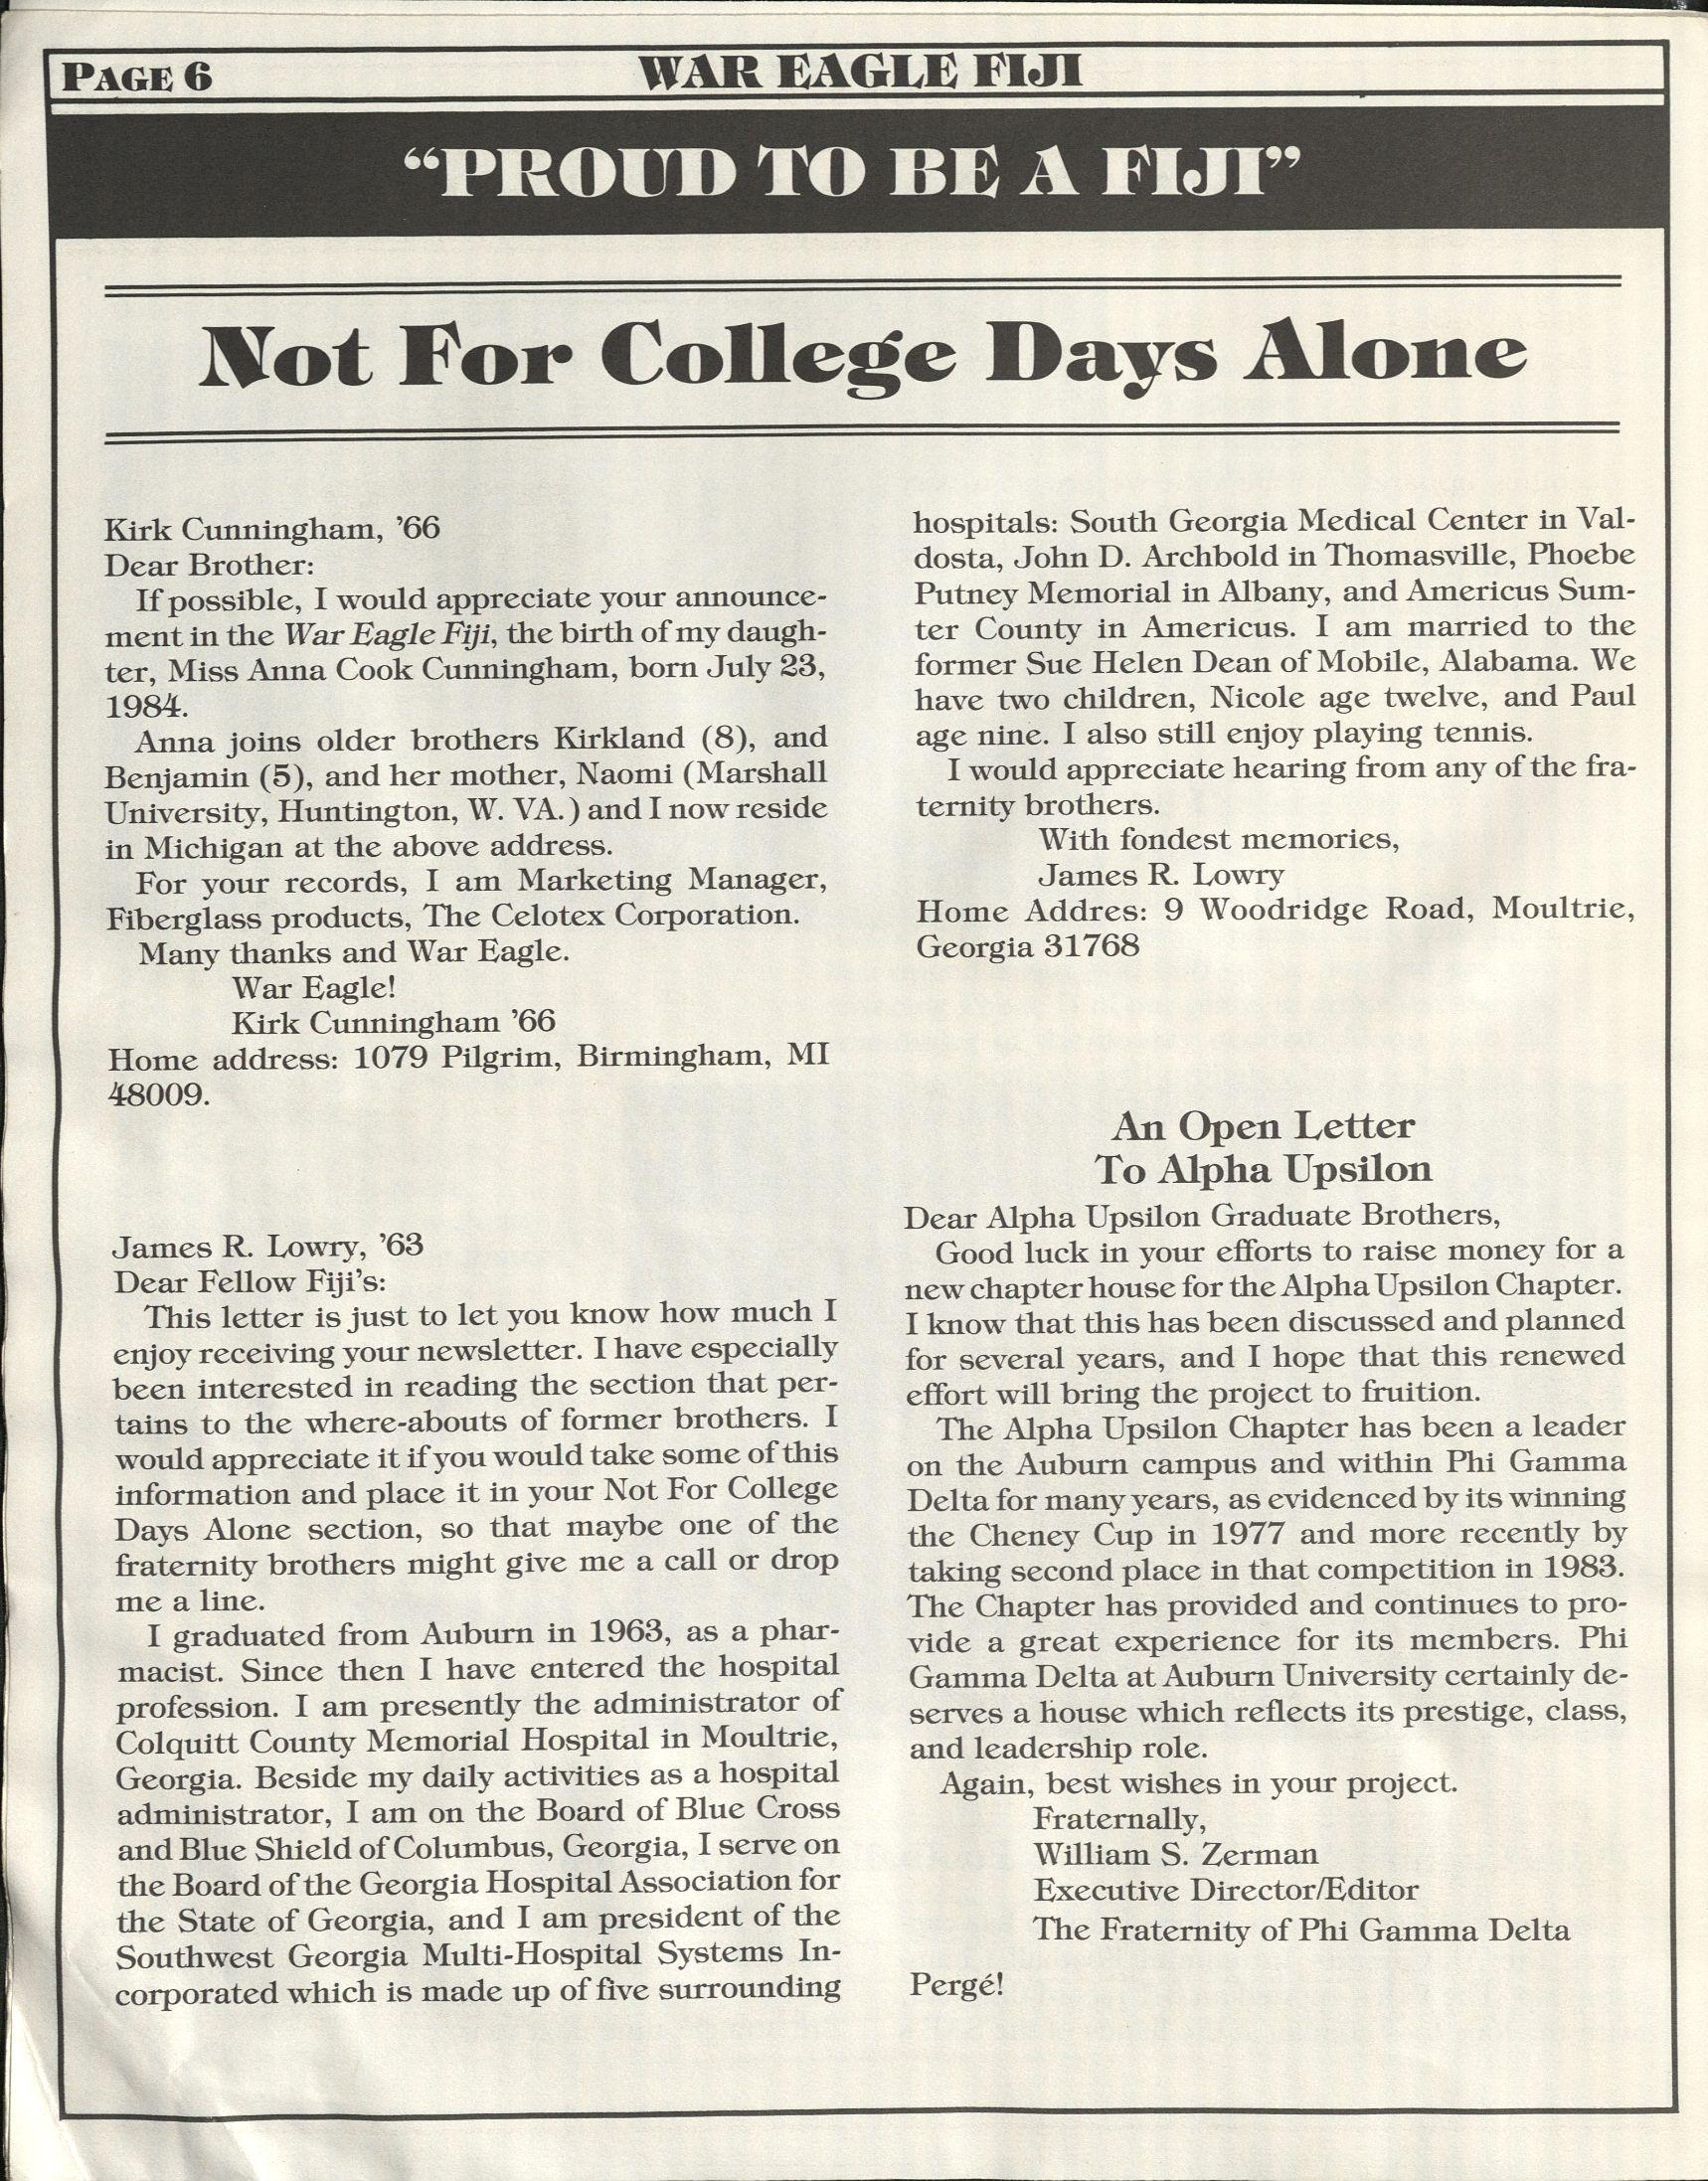 PAGE 6
WAR EAGLE FIJI
“PROUD TO BE A FIJI”
Not For College Days Alone
Kirk Cunningham, ’66
Dear Brother:
If possible, I would appreciate your announce-
ment in the War Eagle Fiji, the birth of my daugh-
ter, Miss Anna Cook Cunningham, born July 23,
1984.
Anna joins older brothers Kirkland (8), and
Benjamin (5), and her mother, Naomi (Marshall
University, Huntington, W. VA.) and I now reside
in Michigan at the above address.
For your records, I am Marketing Manager,
Fiberglass products, The Celotex Corporation.
Many thanks and War Eagle.
War Eagle!
Kirk Cunningham ’66
Home address: 1079 Pilgrim, Birmingham, MI
48009.
James R. Lowry, ’63
Dear Fellow Fiji’s:
This letter is just to let you know how much I
enjoy receiving your newsletter. I have especially
been interested in reading the section that per-
tains to the where-abouts of former brothers. I
would appreciate it if you would take some of this
information and place it in your Not For College
Days Alone section, so that maybe one of the
fraternity brothers might give me a call or drop
me a line.
I graduated from Auburn in 1963, as a phar-
macist. Since then I have entered the hospital
profession. I am presently the administrator of
Colquitt County Memorial Hospital in Moultrie,
Georgia. Beside my daily activities as a hospital
administrator, I am on the Board of Blue Cross
and Blue Shield of Columbus, Georgia, I serve on
the Board of the Georgia Hospital Association for
the State of Georgia, and I am president of the
Southwest Georgia Multi-Hospital Systems In-
corporated which is made up of five surrounding
hospitals: South Georgia Medical Center in Val-
dosta, John D. Archbold in Thomasville, Phoebe
Putney Memorial in Albany, and Americus Sum-
ter County in Americus. I am married to the
former Sue Helen Dean of Mobile, Alabama. We
have two children, Nicole age twelve, and Paul
age nine. I also still enjoy playing tennis.
I would appreciate hearing from any of the fra-
ternity brothers.
With fondest memories,
James R. Lowry
Home Addres: 9 Woodridge Road, Moultrie,
Georgia 31768
An Open Letter
To Alpha Upsilon
Dear Alpha Upsilon Graduate Brothers,
Good luck in your efforts to raise money for a
new chapter house for the Alpha Upsilon Chapter.
I know that this has been discussed and planned
for several years, and I hope that this renewed
effort will bring the project to fruition.
The Alpha Upsilon Chapter has been a leader
on the Auburn campus and within Phi Gamma
Delta for many years, as evidenced by its winning
the Cheney Cup in 1977 and more recently by
taking second place in that competition in 1983.
The Chapter has provided and continues to pro-
vide a great experience for its members. Phi
Gamma Delta at Auburn University certainly de-
serves a house which reflects its prestige, class,
and leadership role.
Again, best wishes in your project.
Fraternally,
William S. Zerman
Executive Director/Editor
The Fraternity of Phi Gamma Delta
Pergé!